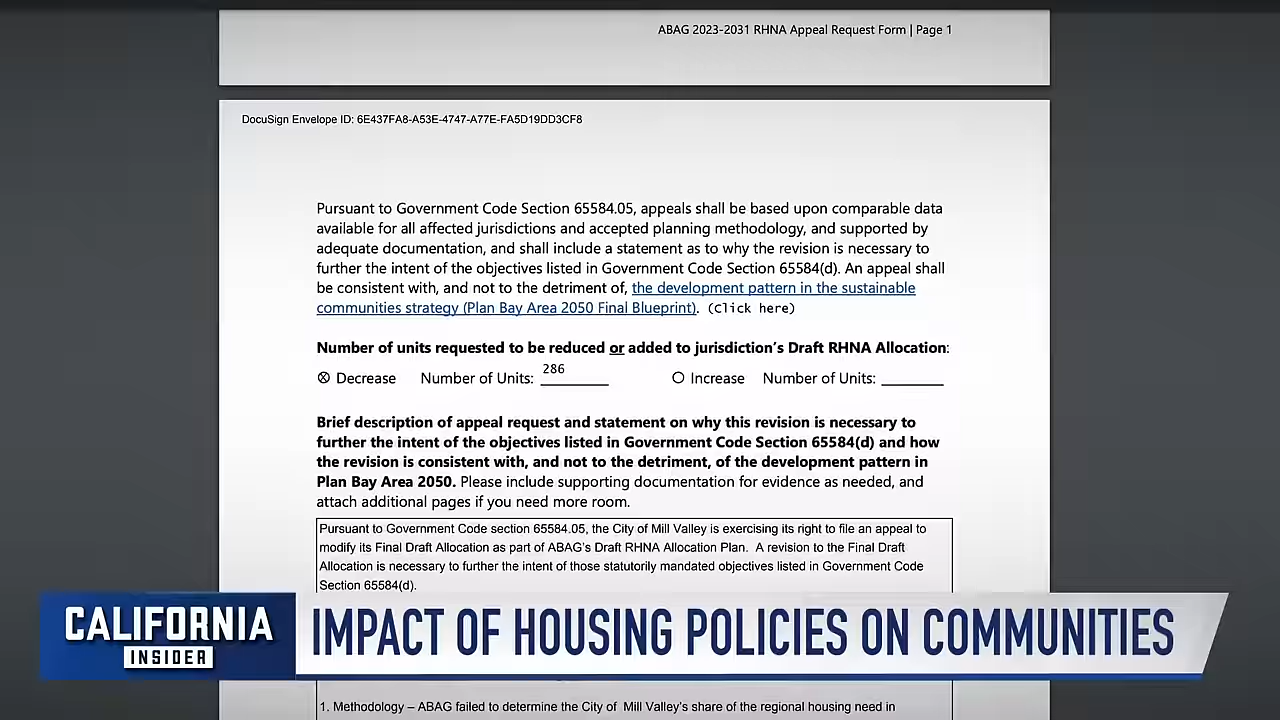 ABAG 2023-2031 RHNA Appeal Request Form | Page 1
DocuSign Envelope ID: 6E437FA8-A53E-4747-A77E-FA5D19DD3CF8
Pursuant to Government Code Section 65584.05, appeals shall be based upon comparable data
available for all affected jurisdictions and accepted planning methodology, and supported by
adequate documentation, and shall include a statement as to why the revision is necessary to
further the intent of the objectives listed in Government Code Section 65584(d). An appeal shall
be consistent with, and not to the detriment of, the development pattern in the sustainable
communities strategy (Plan Bay Area 2050 Final Blueprint). (Click here)
Number of units requested to be reduced or added to jurisdiction's Draft RHNA Allocation:
Decrease Number of Units: 286 Increase Number of Units:
Brief description of appeal request and statement on why this revision is necessary to
further the intent of the objectives listed in Government Code Section 65584(d) and how
the revision is consistent with, and not to the detriment, of the development pattern in
Plan Bay Area 2050. Please include supporting documentation for evidence as needed, and
attach additional pages if you need more room.
Pursuant to Government Code section 65584.05, the City of Mill Valley is exercising its right to file an appeal to
modify its Final Draft Allocation as part of ABAG's Draft RHNA Allocation Plan. A revision to the Final Draft
Allocation is necessary to further the intent of those statutorily mandated objectives listed in Government Code
Section 65584(d).
CALIFORNIA
INSIDER
IMPACT OF HOUSING POLICIES ON COMMUNITIES
1. Methodology – ABAG failed to determine the City of Mill Valley's share of the regional housing need in